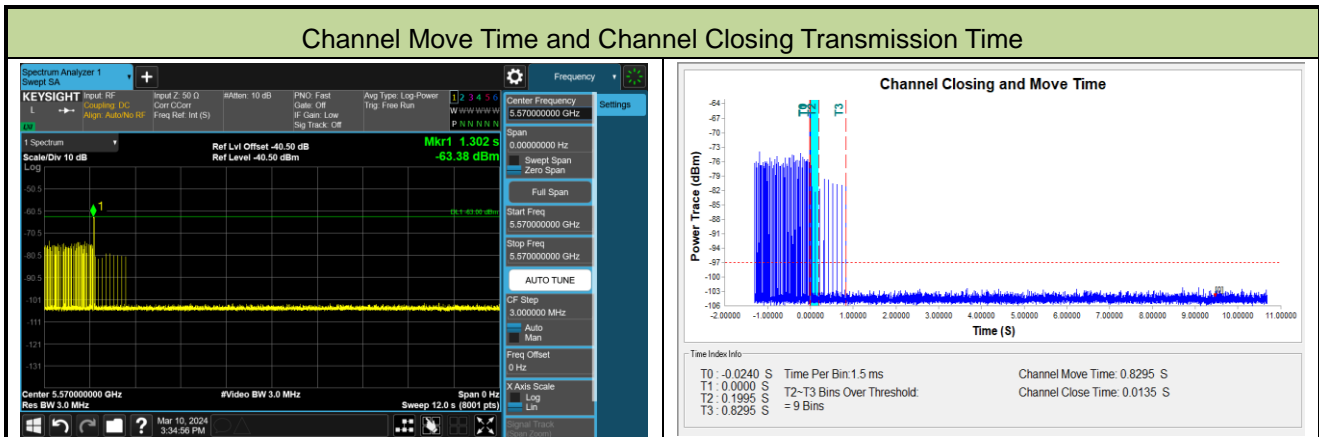 Channel Move Time and Channel Closing Transmission Time
Spectrum Analyzer 1
Swept SA
+
Frequency
KEYSIGHT
L
LXI
Input: RF
Coupling: DC
Align: Auto/No RF
Input Z: 50 Ω
Corr CCorr
Freq Ref: Int (S)
#Atten: 10 dB
PNO: Fast
Gate: Off
IF Gain: Low
Sig Track: Off
Avg Type: Log-Power
Trig: Free Run
1 2 3 4 5 6
W W W W W W
P N N N N N
1 Spectrum
Scale/Div 10 dB
Log
Ref Lvl Offset -40.50 dB
Ref Level -40.50 dBm
Mkr1 1.302 s
-63.38 dBm
-50.5
-60.5
-70.5
-80.5
-90.5
-101
-111
-121
-131
1
DL1 -63.00 dBm
Center 5.570000000 GHz
Res BW 3.0 MHz
#Video BW 3.0 MHz
Span 0 Hz
Sweep 12.0 s (8001 pts)
Mar 10, 2024
3:34:56 PM
?
Center Frequency
5.570000000 GHz
Span
0.00000000 Hz
Swept Span
Zero Span
Full Span
Start Freq
5.570000000 GHz
Stop Freq
5.570000000 GHz
AUTO TUNE
CF Step
3.000000 MHz
Auto
Man
Freq Offset
0 Hz
X Axis Scale
Log
Lin
Signal Track
(Span Zoom)
Settings
Channel Closing and Move Time
Power Trace (dBm)
-64
-67
-70
-73
-76
-79
-82
-85
-88
-91
-94
-97
-100
-103
-106
T0
T2
T3
-2.00000 -1.00000 0.00000 1.00000 2.00000 3.00000 4.00000 5.00000 6.00000 7.00000 8.00000 9.00000 10.00000 11.00000
Time (S)
Time Index Info
T0 : -0.0240 S
T1 : 0.0000 S
T2 : 0.1995 S
T3 : 0.8295 S
Time Per Bin:1.5 ms
T2~T3 Bins Over Threshold:
= 9 Bins
Channel Move Time: 0.8295 S
Channel Close Time: 0.0135 S